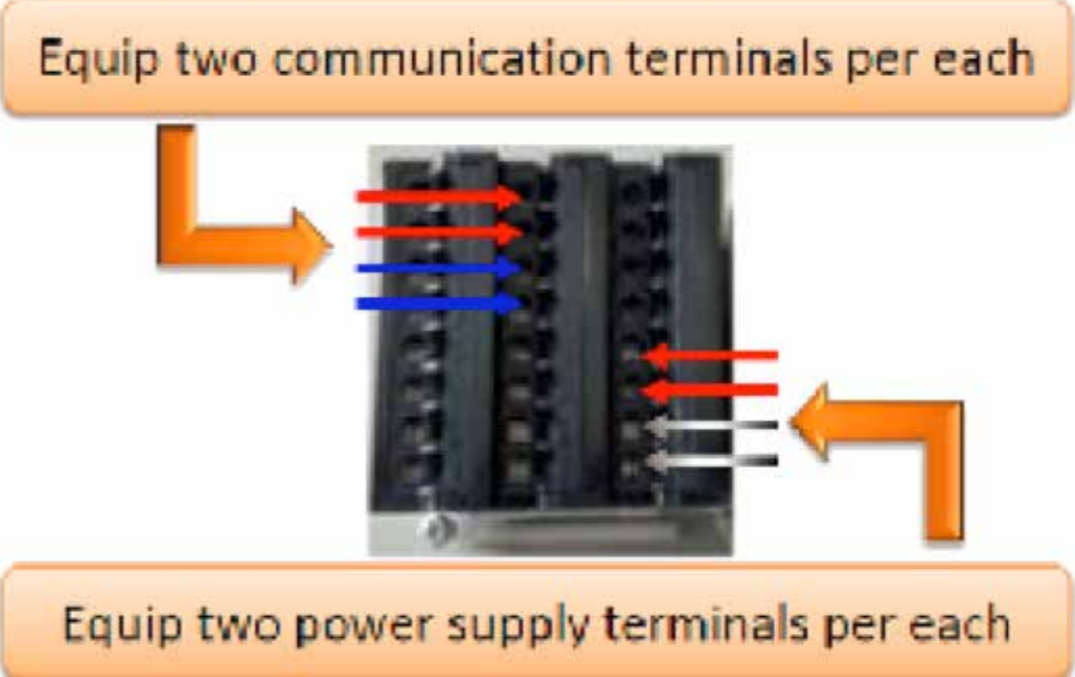 Equip two communication terminals per each
Equip two power supply terminals per each